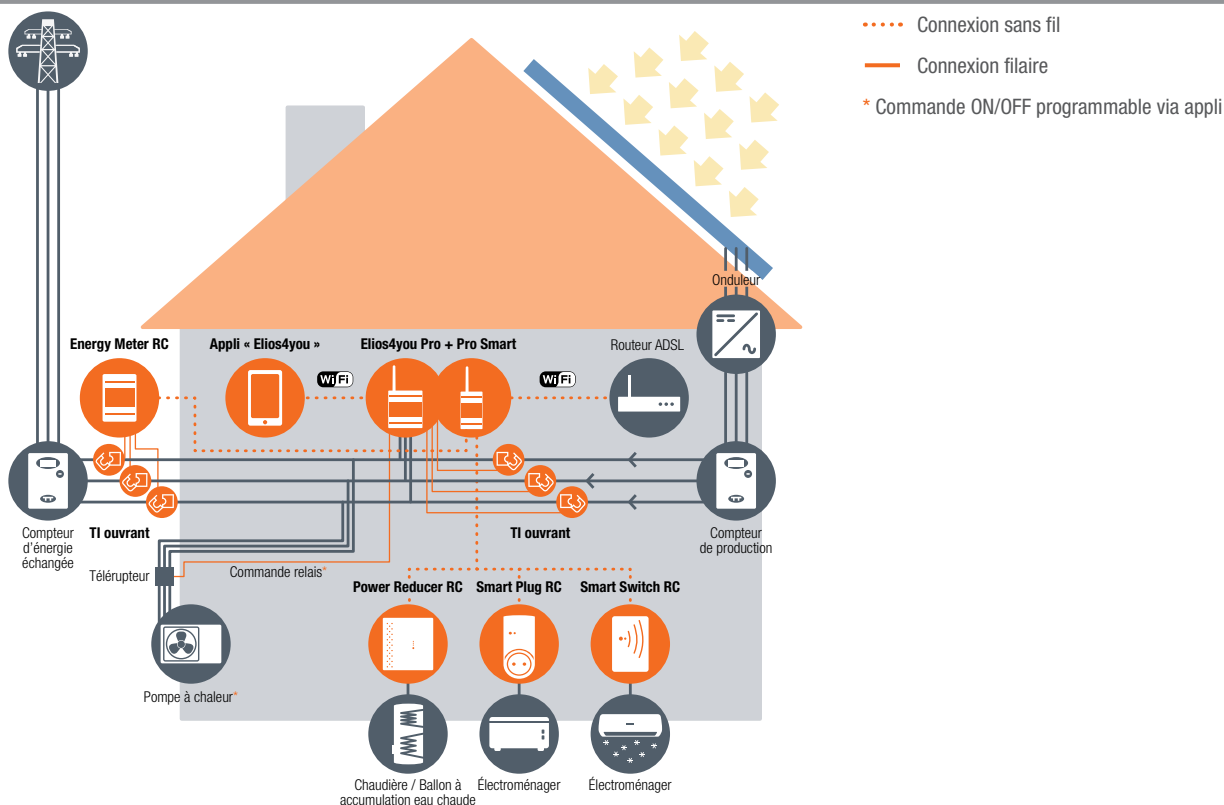 Connexion sans fil
Connexion filaire
* Commande ON/OFF programmable via appli
Onduleur
Energy Meter RC
Appli « Elios4you »
Elios4you Pro + Pro Smart
Routeur ADSL
WiFi
WiFi
Compteur
d'énergie
échangée
TI ouvrant
TI ouvrant
Compteur
de production
Télérupteur
Commande relais*
Power Reducer RC
Smart Plug RC
Smart Switch RC
Pompe à chaleur*
Chaudière / Ballon à
accumulation eau chaude
Électroménager
Électroménager